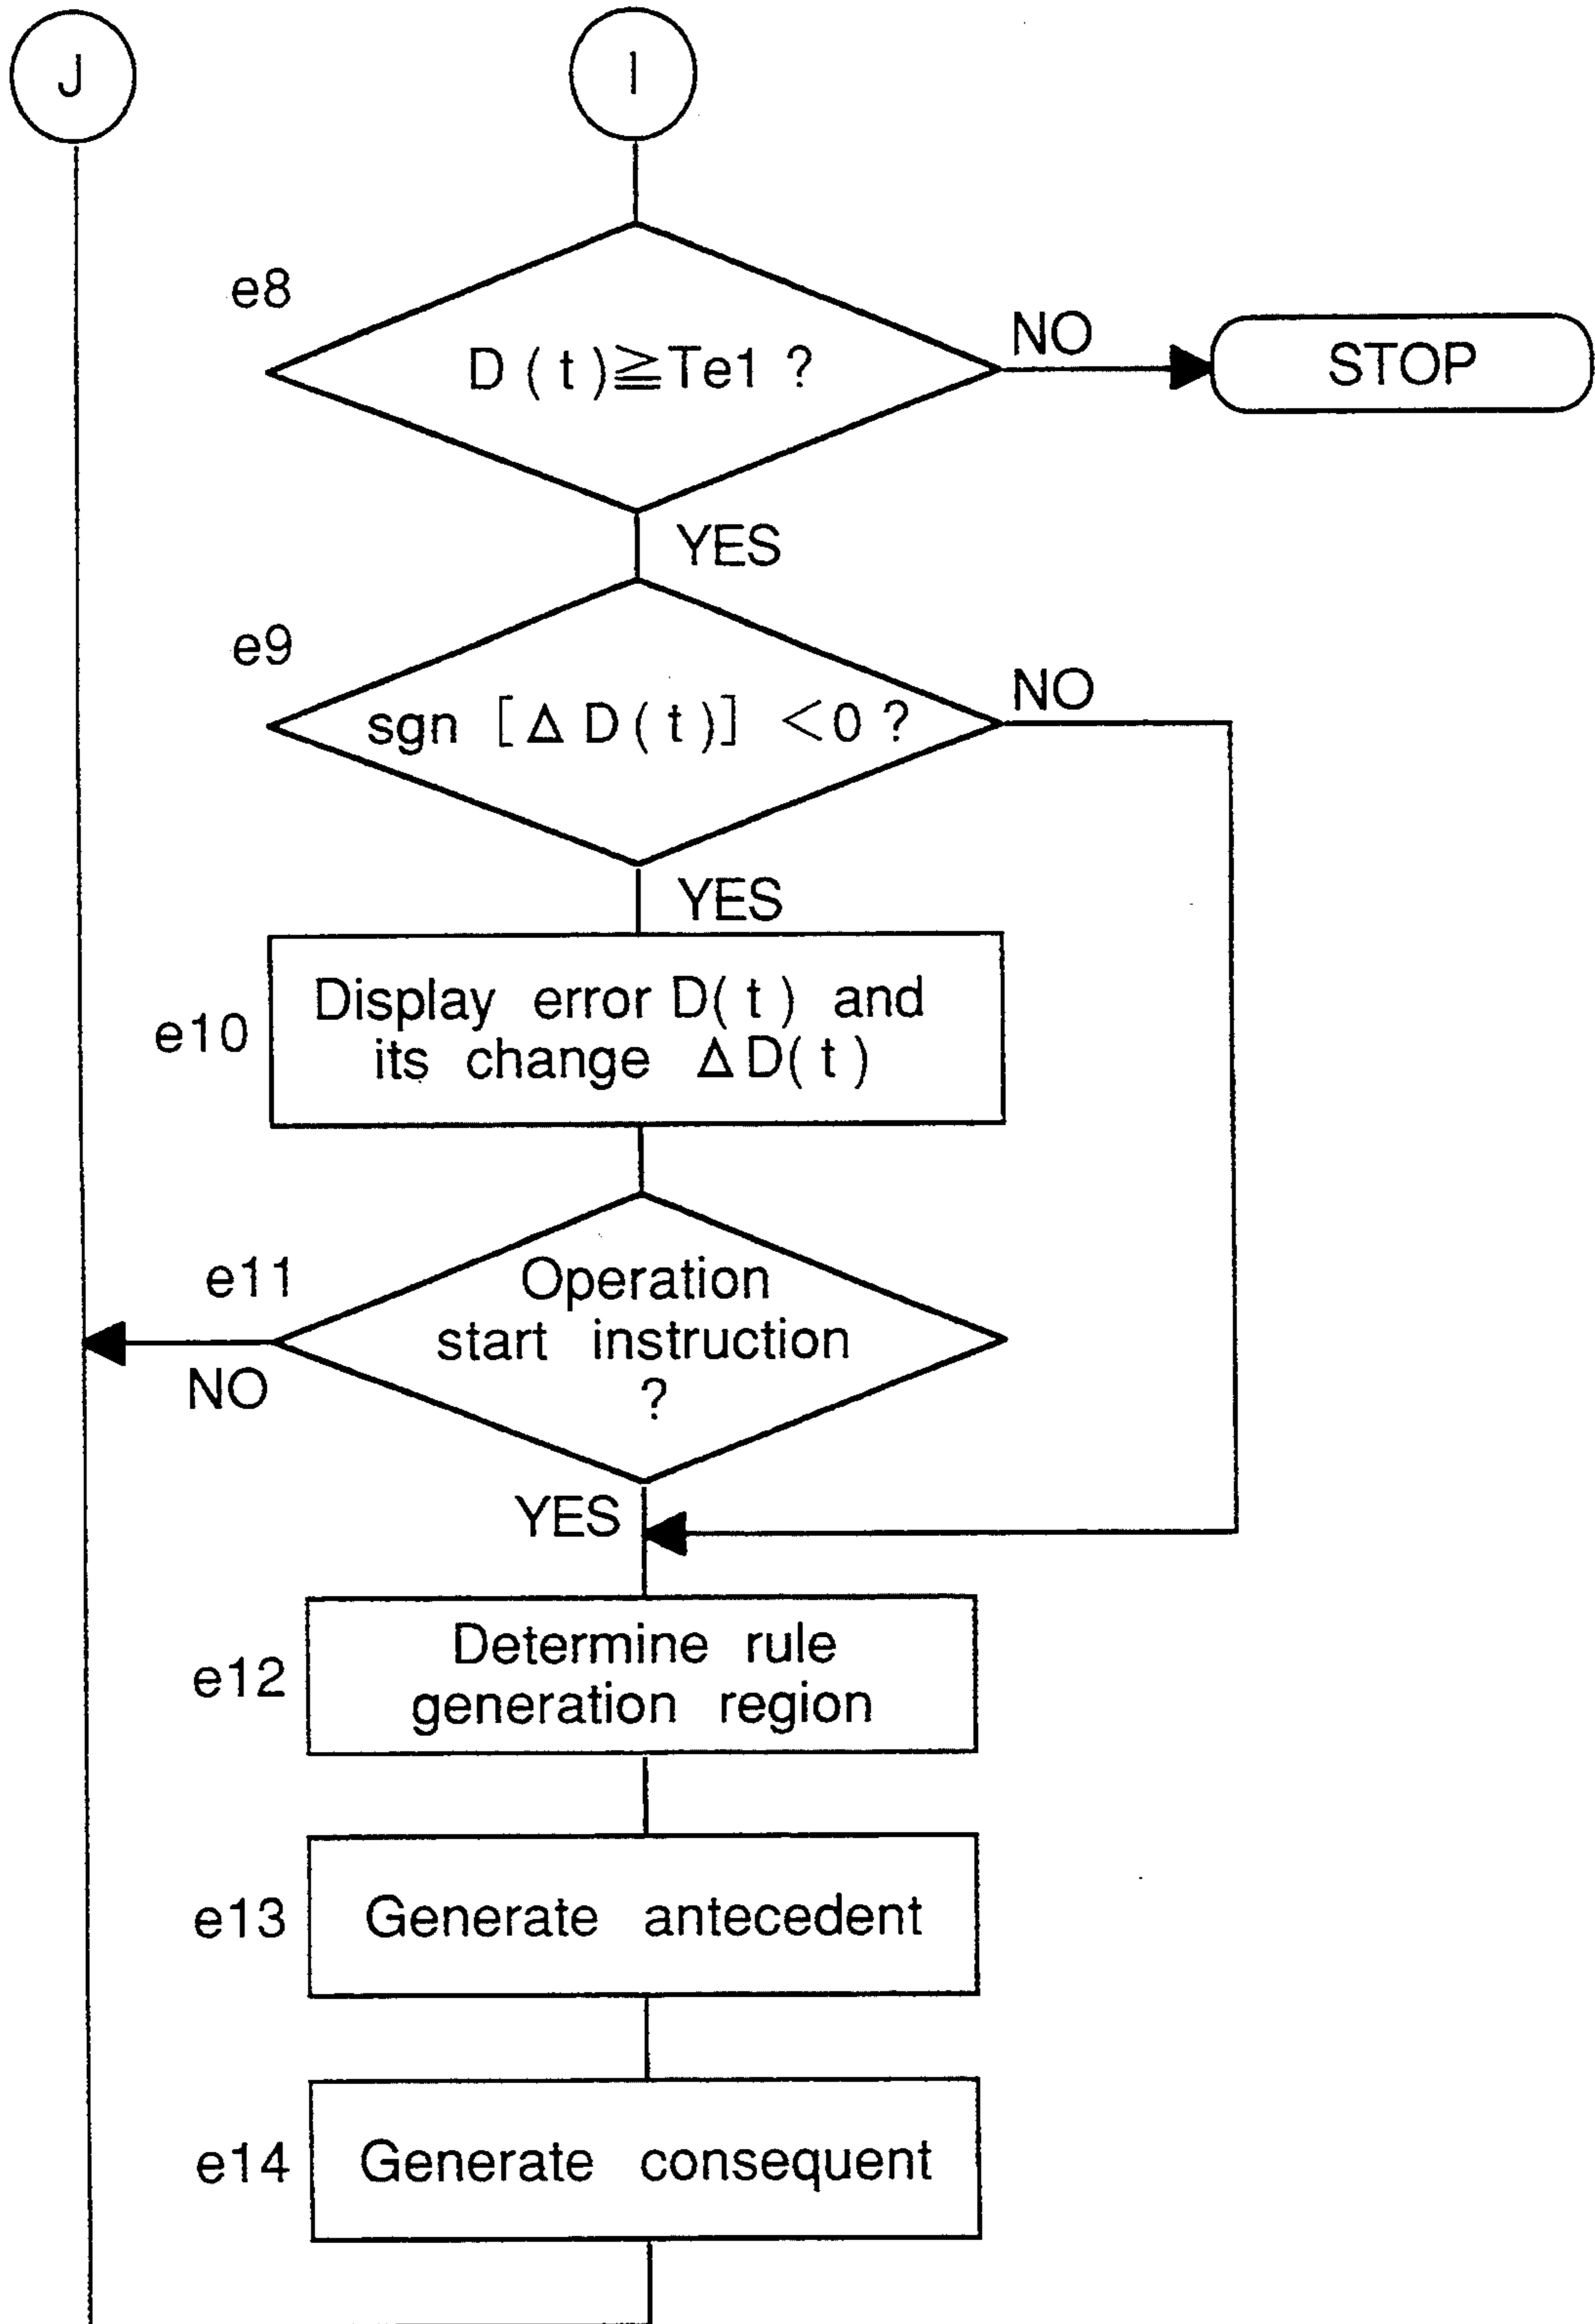 J
I
e8
D(t)≧Te1 ?
NO
STOP
YES
e9
sgn [Δ D(t)] <0 ?
NO
YES
e10
Display error D(t) and
its change ΔD(t)
e11
Operation
start instruction
?
NO
YES
e12
Determine rule
generation region
e13
Generate antecedent
e14
Generate consequent